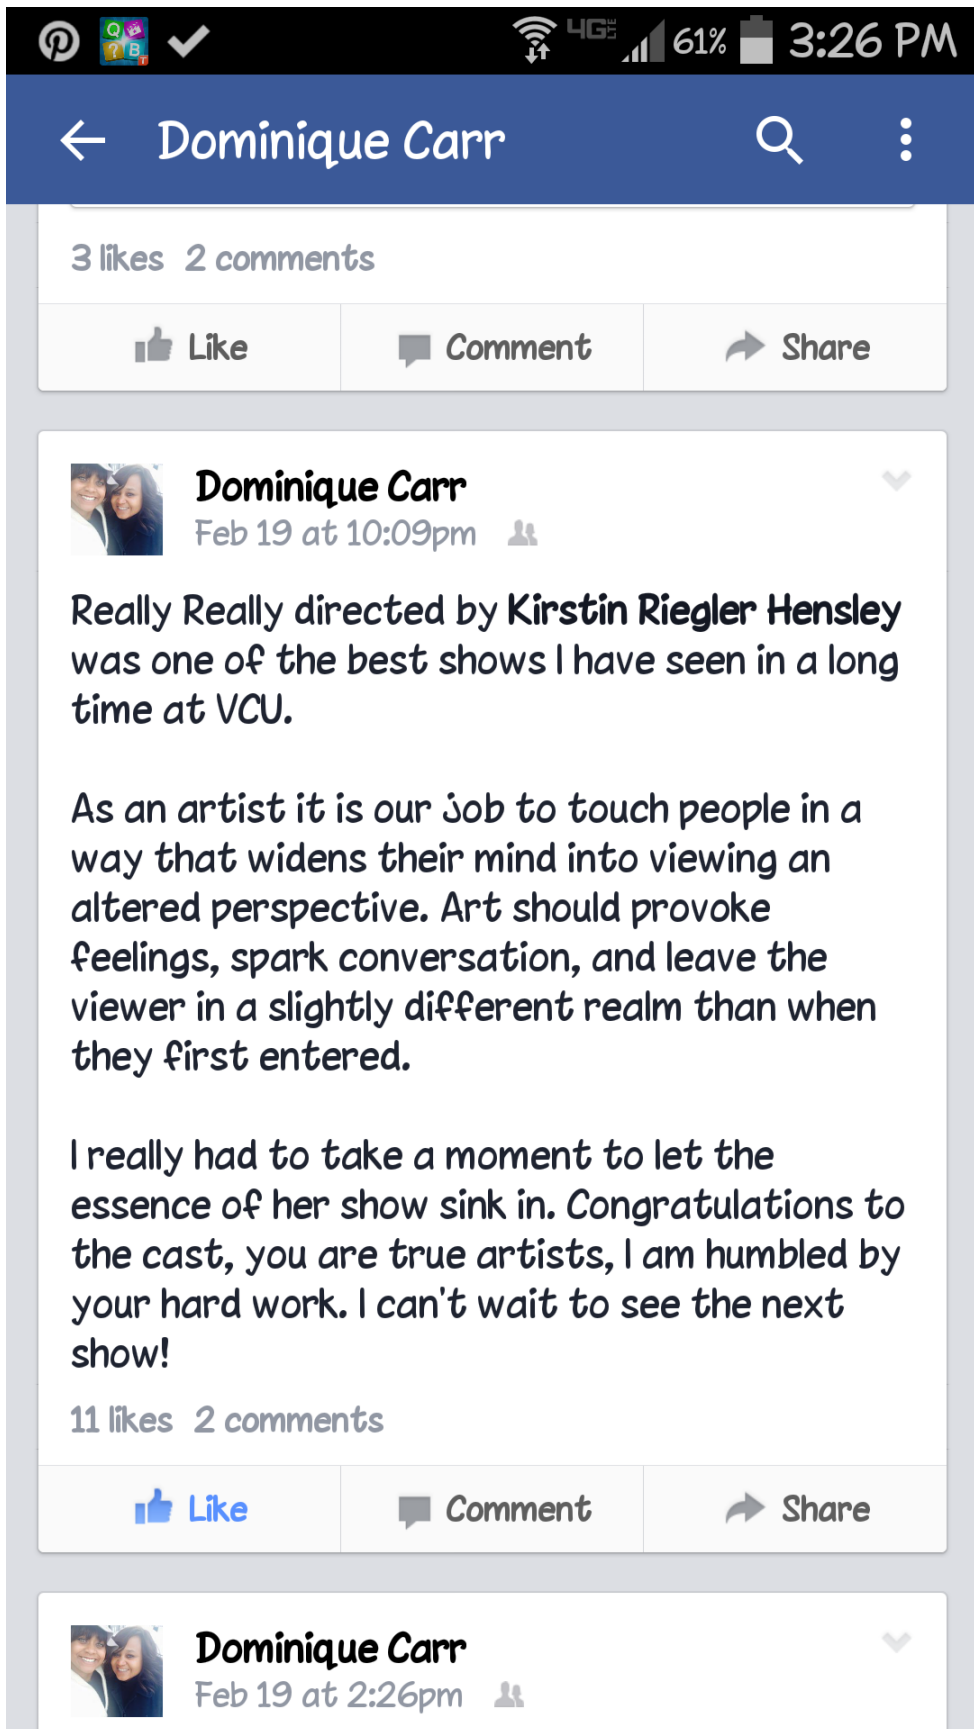 4G LTE 61% 3:26 PM
Dominique Carr
3 likes 2 comments
Like Comment Share
Dominique Carr
Feb 19 at 10:09pm
Really Really directed by Kirstin Riegler Hensley
was one of the best shows I have seen in a long
time at VCU.
As an artist it is our job to touch people in a
way that widens their mind into viewing an
altered perspective. Art should provoke
feelings, spark conversation, and leave the
viewer in a slightly different realm than when
they first entered.
I really had to take a moment to let the
essence of her show sink in. Congratulations to
the cast, you are true artists, I am humbled by
your hard work. I can't wait to see the next
show!
11 likes 2 comments
Like Comment Share
Dominique Carr
Feb 19 at 2:26pm